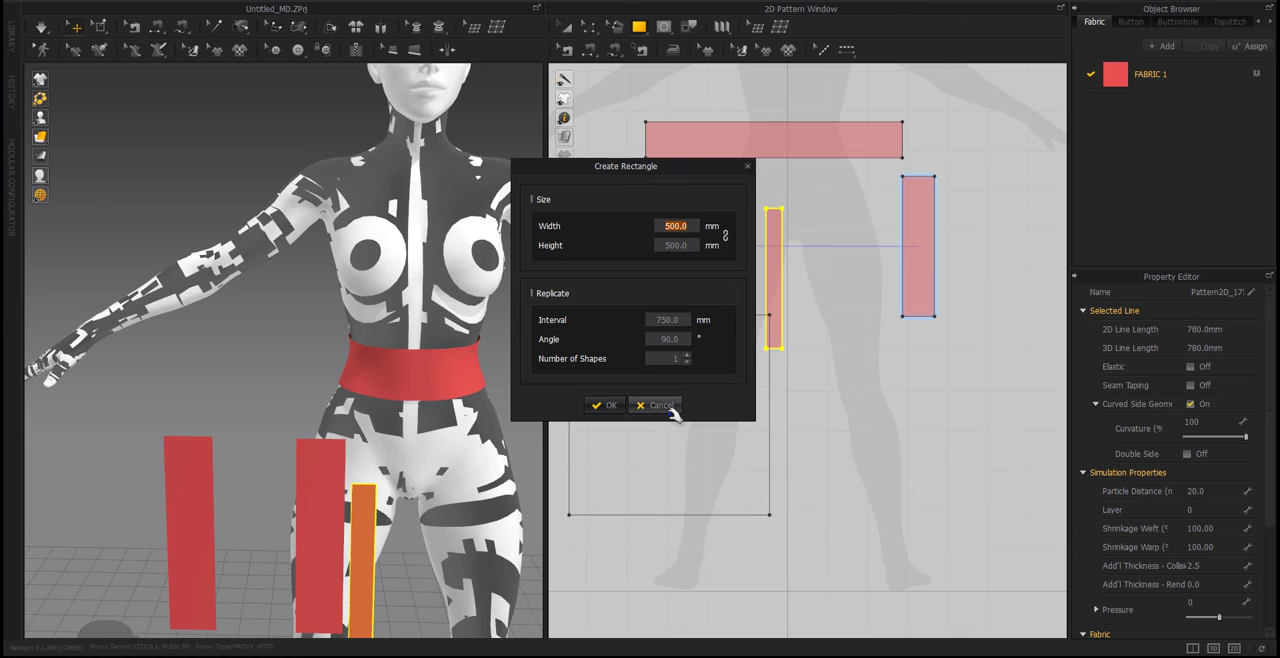 Untitled_MD.ZPrj
2D Pattern Window
Object Browser
LIBRARY
HISTORY
MODULAR CONFIGURATOR
Fabric
Button
Buttonhole
Topstitch
+ Add
Copy
Assign
FABRIC 1
Create Rectangle
Size
Width 500.0 mm
Height 500.0 mm
Replicate
Interval 750.0 mm
Angle 90.0 °
Number of Shapes 1
OK
Cancel
Property Editor
Name Pattern2D_175
Selected Line
2D Line Length 780.0mm
3D Line Length 780.0mm
Elastic Off
Seam Taping Off
Curved Side Geom On
Curvature (% 100
Double Side Off
Simulation Properties
Particle Distance (n 20.0
Layer 0
Shrinkage Weft (% 100.00
Shrinkage Warp (% 100.00
Add'l Thickness - Collisi 2.5
Add'l Thickness - Rend 0.0
Pressure 0
Fabric
3D
2D